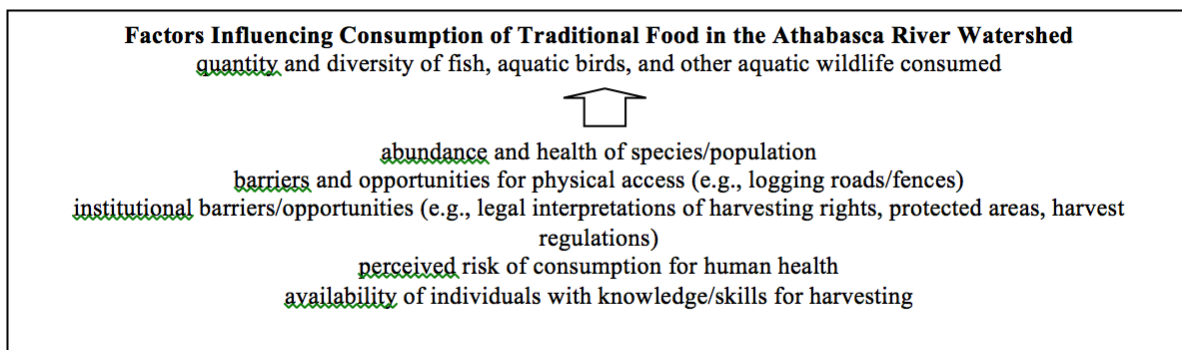 Factors Influencing Consumption of Traditional Food in the Athabasca River Watershed
quantity and diversity of fish, aquatic birds, and other aquatic wildlife consumed
abundance and health of species/population
barriers and opportunities for physical access (e.g., logging roads/fences)
institutional barriers/opportunities (e.g., legal interpretations of harvesting rights, protected areas, harvest
regulations)
perceived risk of consumption for human health
availability of individuals with knowledge/skills for harvesting